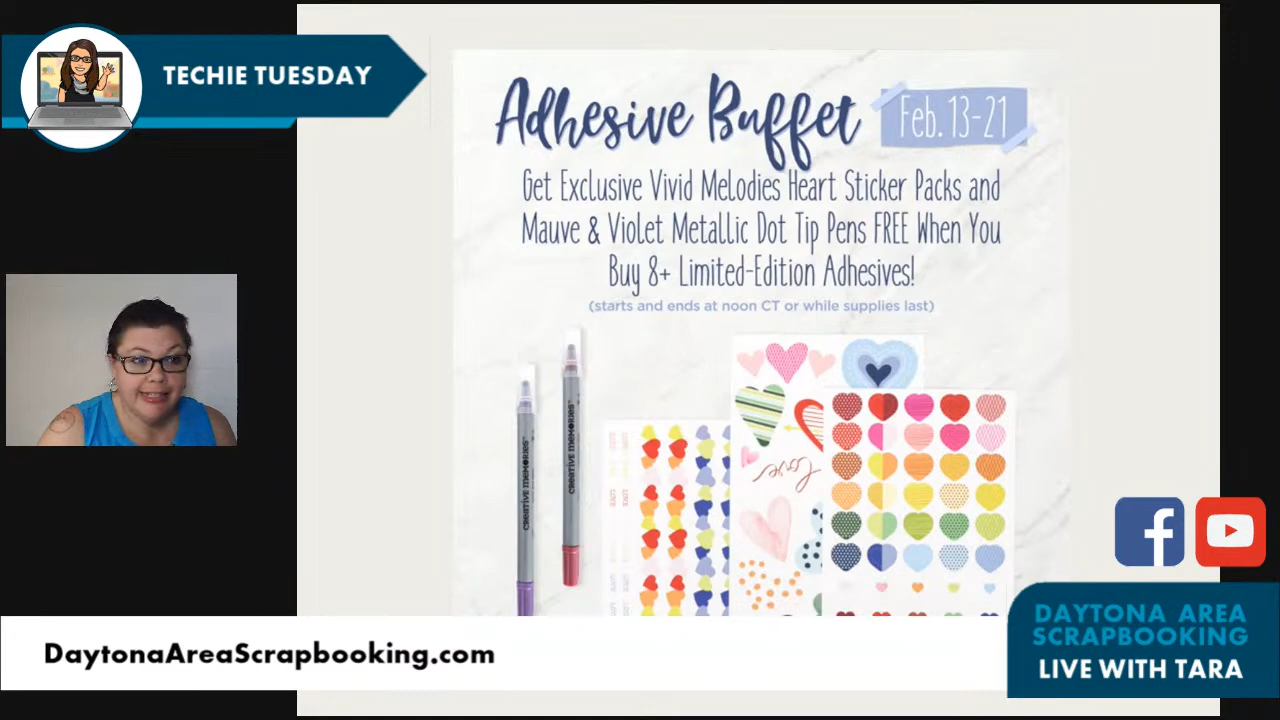 TECHIE TUESDAY
Adhesive Buffet
Feb. 13-21
Get Exclusive Vivid Melodies Heart Sticker Packs and
Mauve & Violet Metallic Dot Tip Pens FREE When You
Buy 8+ Limited-Edition Adhesives!
(starts and ends at noon CT or while supplies last)
CREATIVE MEMORIES
CREATIVE MEMORIES
love
DaytonaAreaScrapbooking.com
DAYTONA AREA
SCRAPBOOKING
LIVE WITH TARA